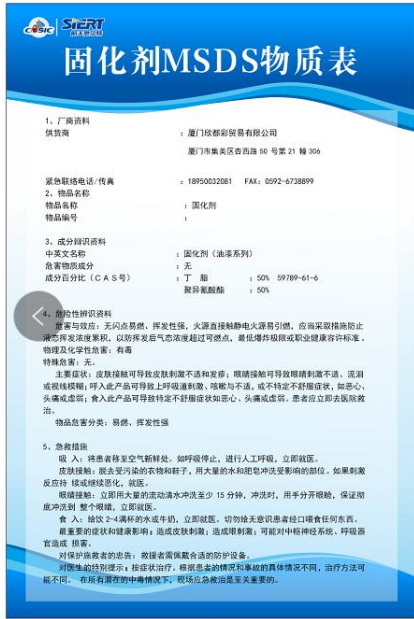 COSIC SiERT
航天思尔特
固化剂MSDS物质表
1、厂商资料
供货商 ：厦门欣都彩贸易有限公司
厦门市集美区杏西路 50 号第 21 幢 306
紧急联络电话/传真 ：18950032081 FAX：0592-6738899
2、物品名称
物品名称 ：固化剂
物品编号 ：
3、成分辩识资料
中英文名称 ：固化剂（油漆系列）
危害物质成分 ：无
成分百分比（CAS号） ：丁 脂 ：50% 59789-61-6
聚异氰酸酯 ：50%
4、危险性辨识资料
危害与效应：无闪点易燃、挥发性强，火源直接触静电火源易引燃，应当采取措施防止
液态挥发浓度累积，以防挥发后气态浓度超过可燃点，最低爆炸极限或职业健康容许标准。
物理及化学性危害：有毒
特殊危害：无。
主要症状：皮肤接触可导致皮肤刺激不适和发疹；眼睛接触可导致眼睛刺激不适、流泪
或视线模糊；呼入此产品可导致上呼吸道刺激、咳嗽与不适，或不特定不舒服症状，如恶心、
头痛或虚弱；食入此产品可导致特定不舒服症状如恶心、头痛或虚弱。患者应立即去医院救
治。
物品危害分类：易燃、挥发性强
5、急救措施
吸 入：将患者移至空气新鲜处。如呼吸停止，进行人工呼吸，立即就医。
皮肤接触：脱去受污染的衣物和鞋子，用大量的水和肥皂冲洗受影响的部位。如果刺激
反应持 续或继续恶化，就医。
眼睛接触：立即用大量的流动清水冲洗至少 15 分钟，冲洗时，用手分开眼睑，保证彻
底冲洗到 整个眼睛，立即就医。
食 入：给饮 2-4满杯的水或牛奶，立即就医。切勿给无意识患者经口喂食任何东西。
最重要的症状和健康影响：造成皮肤刺激；造成眼刺激；可能对中枢神经系统、呼吸器
官造成 损害。
对保护施救者的忠告：救援者需佩戴合适的防护设备。
对医生的特别提示：按症状治疗。根据患者的情况和事故的具体情况不同，治疗方法可
能不同。 在所有潜在的中毒情况下，现场应急救治是至关重要的。